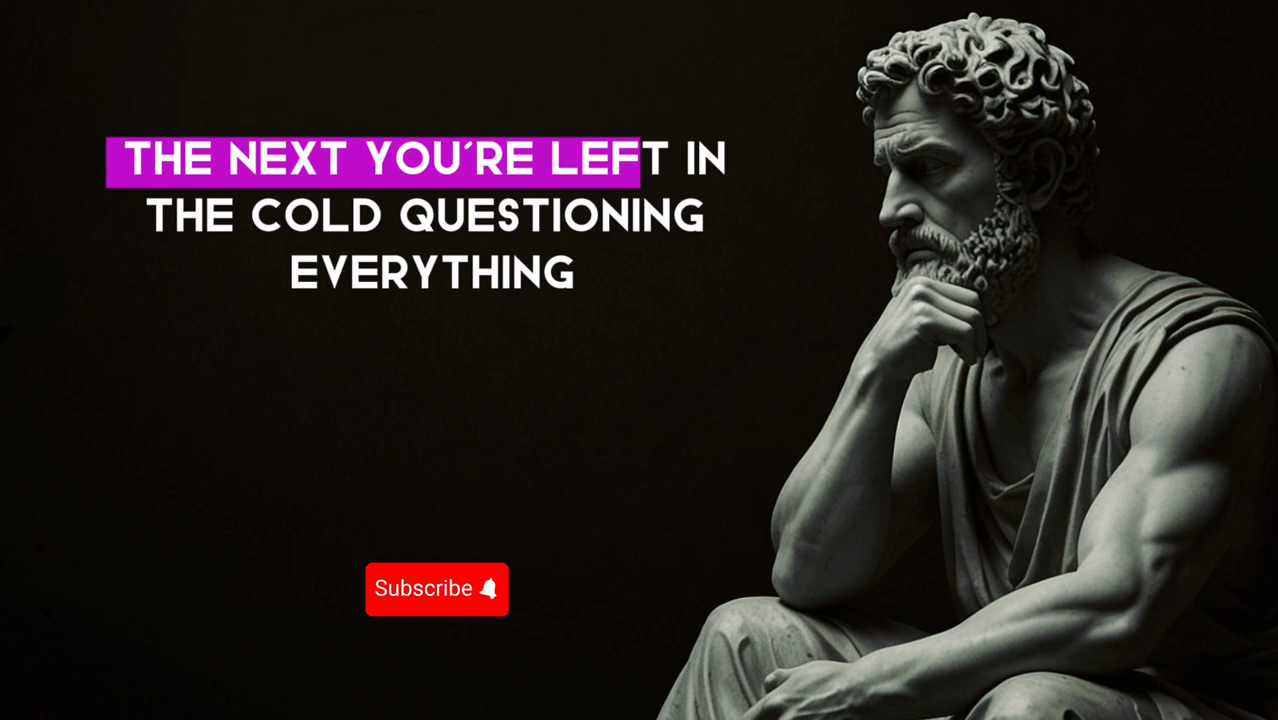 THE NEXT YOU´RE LEFT IN
THE COLD QUESTIONING
EVERYTHING
Subscribe